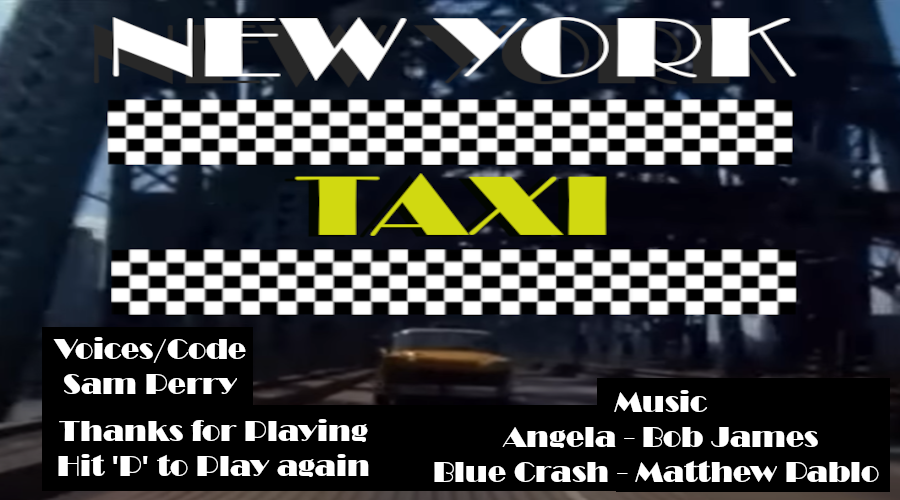 NEW YORK
TAXI
Voices/Code
Sam Perry
Thanks for Playing
Hit 'P' to Play again
Music
Angela - Bob James
Blue Crash - Matthew Pablo